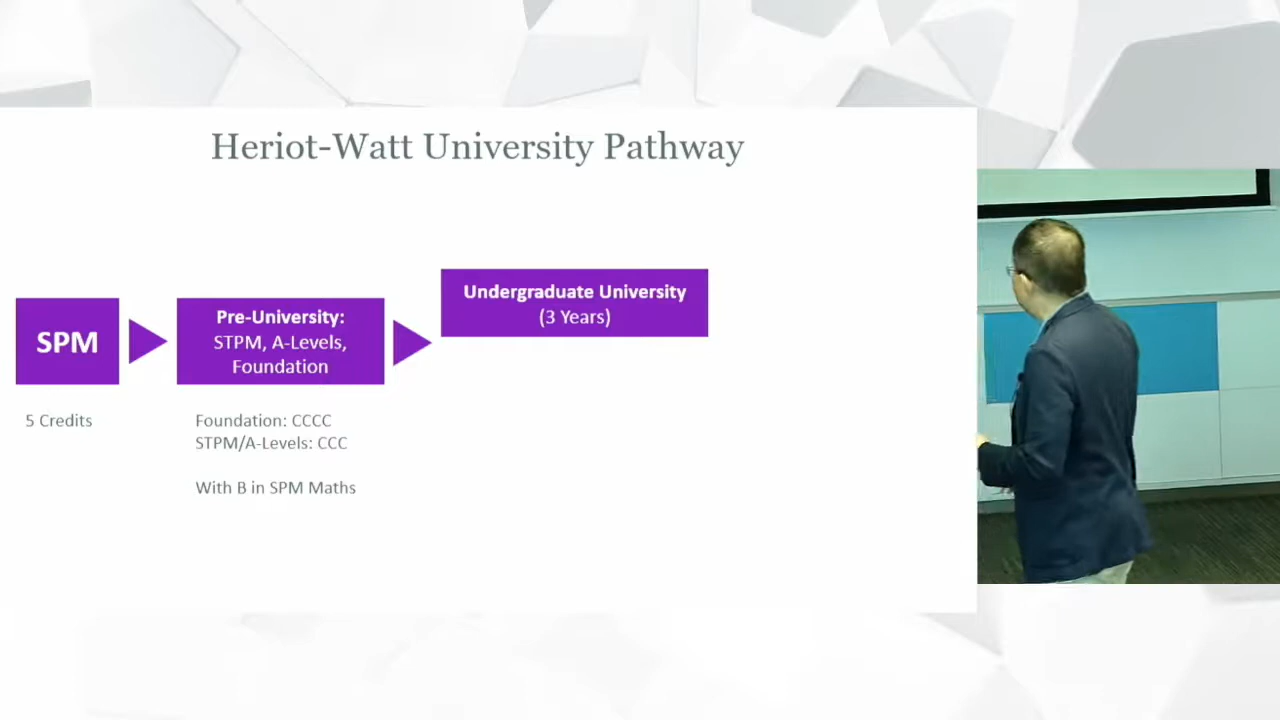 Heriot-Watt University Pathway
SPM
5 Credits
Pre-University:
STPM, A-Levels,
Foundation
Foundation: CCCC
STPM/A-Levels: CCC
With B in SPM Maths
Undergraduate University
(3 Years)